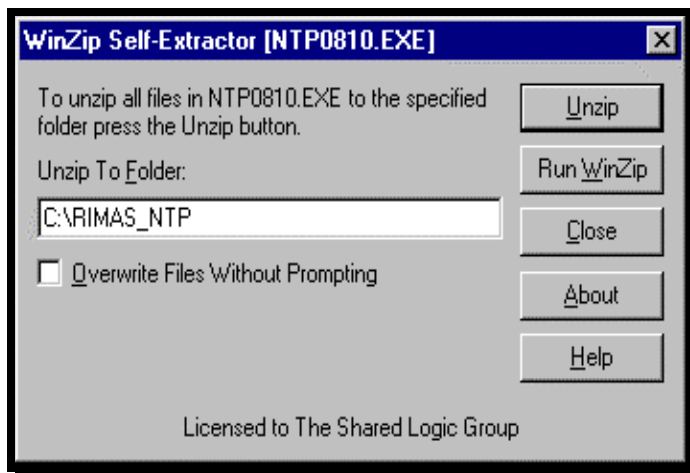 WinZip Self-Extractor [NTP0810.EXE]
To unzip all files in NTP0810.EXE to the specified
folder press the Unzip button.
Unzip To Folder:
C:\RIMAS_NTP
Overwrite Files Without Prompting
Unzip
Run WinZip
Close
About
Help
Licensed to The Shared Logic Group